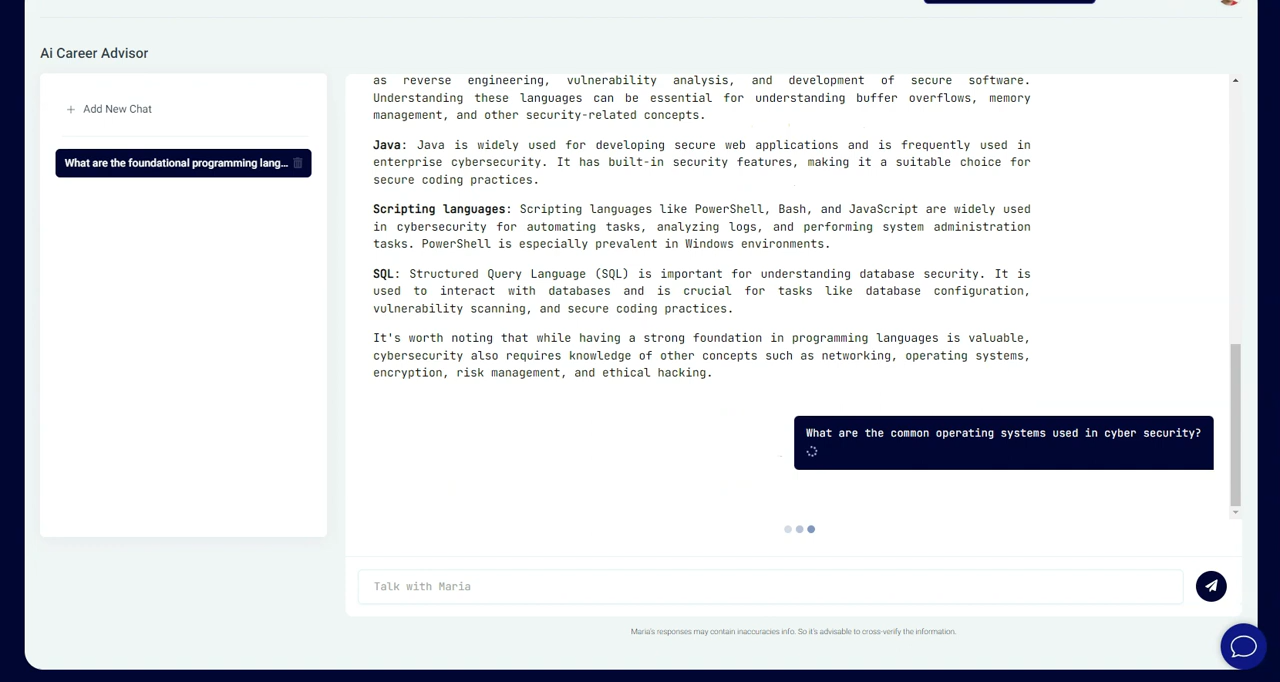 Ai Career Advisor
+ Add New Chat
What are the foundational programming lang...
as reverse engineering, vulnerability analysis, and development of secure software.
Understanding these languages can be essential for understanding buffer overflows, memory
management, and other security-related concepts.
Java: Java is widely used for developing secure web applications and is frequently used in
enterprise cybersecurity. It has built-in security features, making it a suitable choice for
secure coding practices.
Scripting languages: Scripting languages like PowerShell, Bash, and JavaScript are widely used
in cybersecurity for automating tasks, analyzing logs, and performing system administration
tasks. PowerShell is especially prevalent in Windows environments.
SQL: Structured Query Language (SQL) is important for understanding database security. It is
used to interact with databases and is crucial for tasks like database configuration,
vulnerability scanning, and secure coding practices.
It's worth noting that while having a strong foundation in programming languages is valuable,
cybersecurity also requires knowledge of other concepts such as networking, operating systems,
encryption, risk management, and ethical hacking.
What are the common operating systems used in cyber security?
Talk with Maria
Maria's responses may contain inaccuracies info. So it's advisable to cross-verify the information.